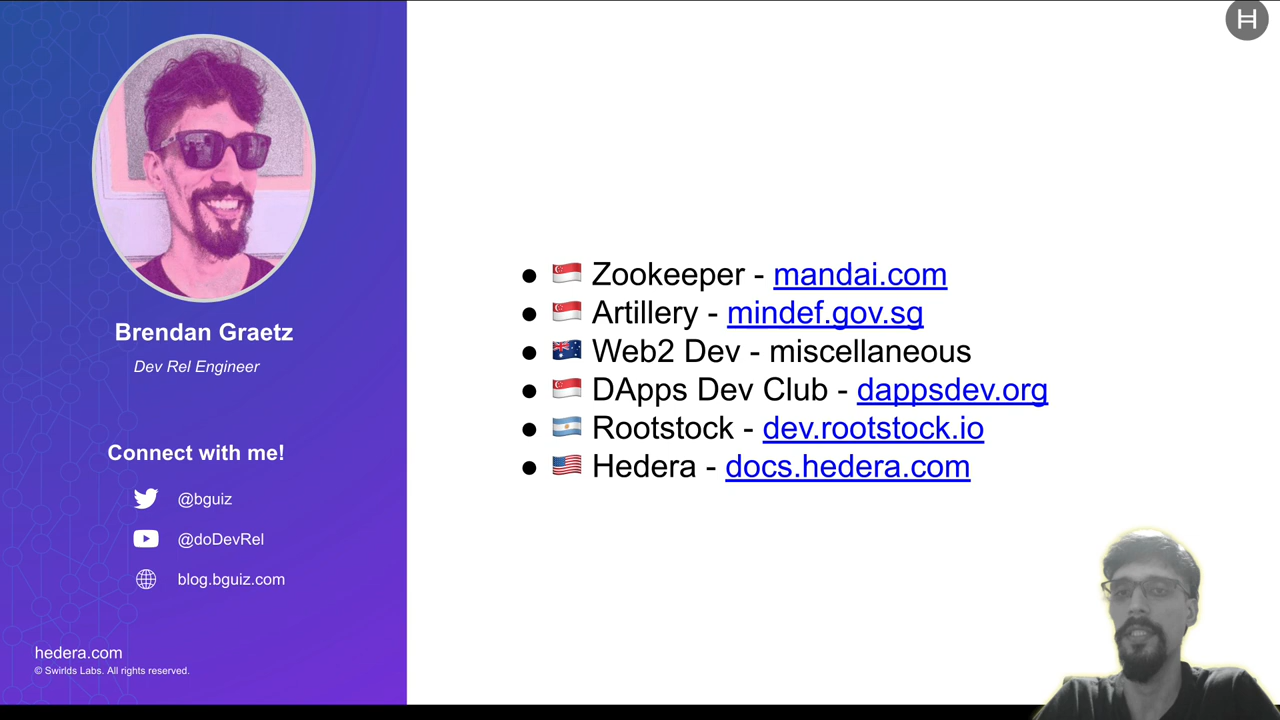 Brendan Graetz
Dev Rel Engineer
Connect with me!
@bguiz
@doDevRel
blog.bguiz.com
hedera.com
© Swirlds Labs. All rights reserved.
● 🇸🇬 Zookeeper - mandai.com
● 🇸🇬 Artillery - mindef.gov.sg
● 🇦🇺 Web2 Dev - miscellaneous
● 🇸🇬 DApps Dev Club - dappsdev.org
● 🇦🇷 Rootstock - dev.rootstock.io
● 🇺🇸 Hedera - docs.hedera.com